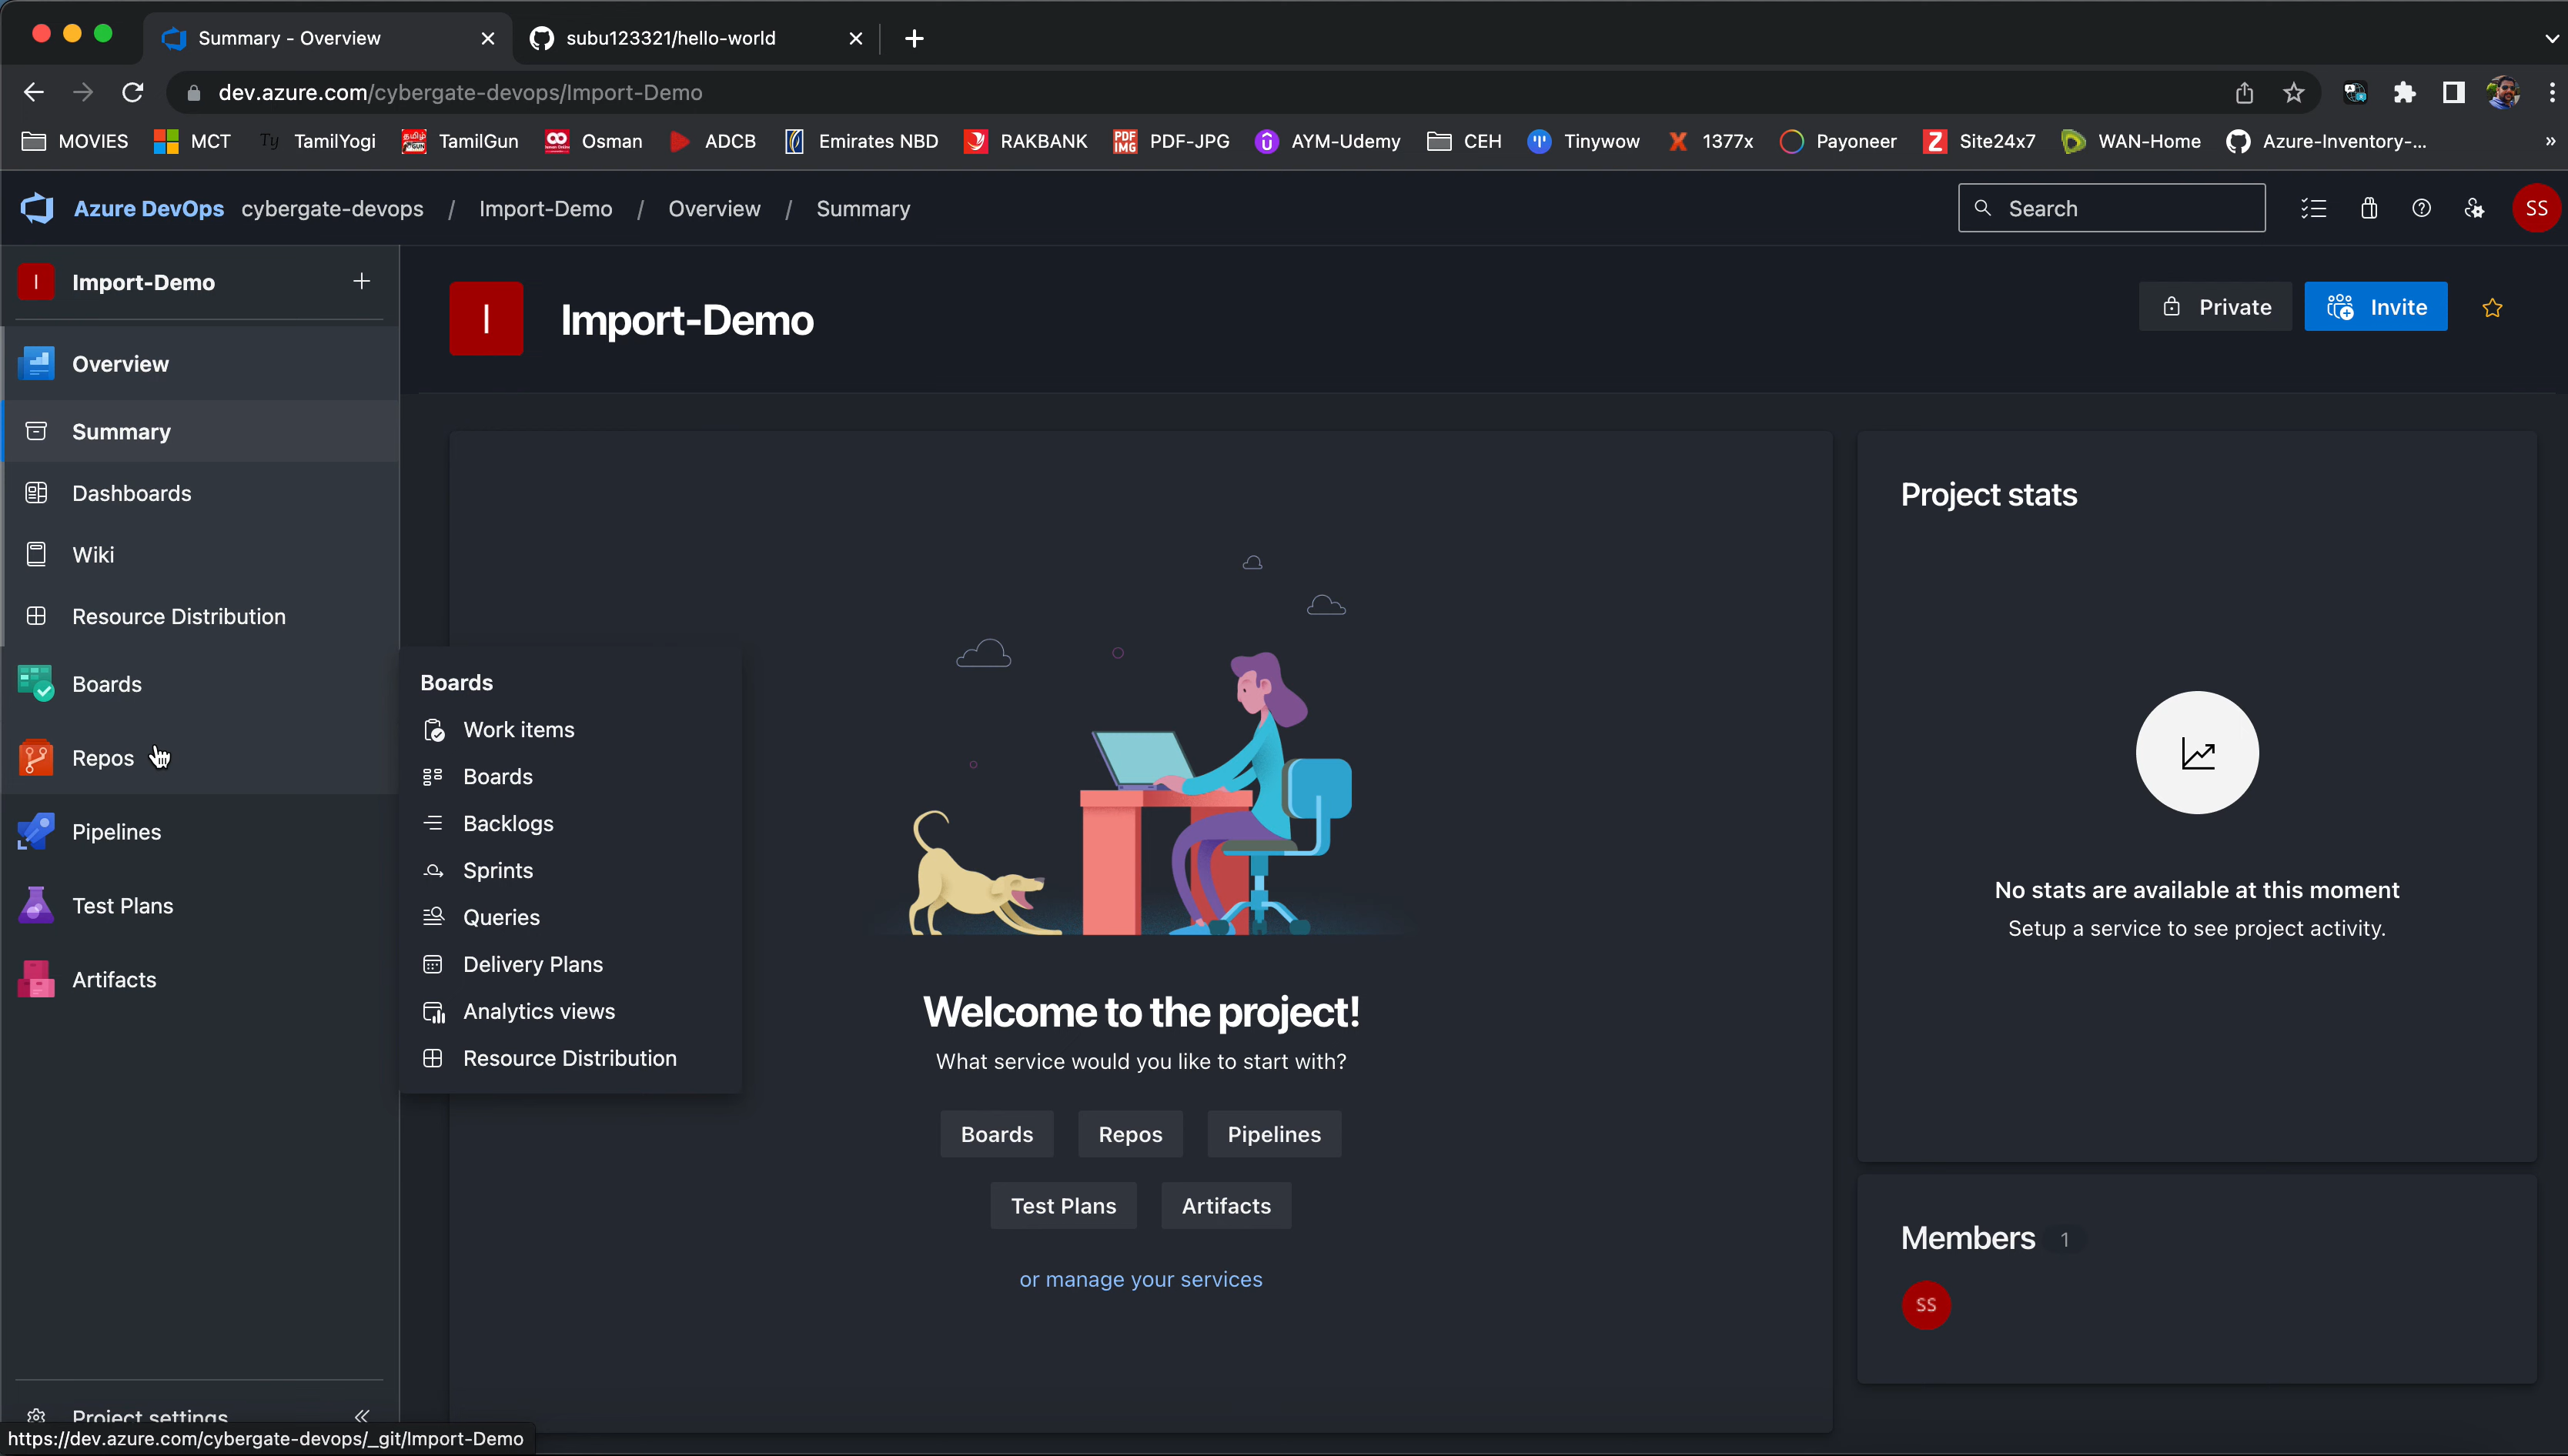 Summary - Overview
subu123321/hello-world
dev.azure.com/cybergate-devops/Import-Demo
MOVIES
MCT
Ty TamilYogi
TamilGun
Osman
ADCB
Emirates NBD
RAKBANK
PDF IMG PDF-JPG
AYM-Udemy
CEH
Tinywow
X 1377x
Payoneer
Z Site24x7
WAN-Home
Azure-Inventory-...
»
Azure DevOps cybergate-devops / Import-Demo / Overview / Summary
Search
SS
I Import-Demo +
Overview
Summary
Dashboards
Wiki
Resource Distribution
Boards
Repos
Pipelines
Test Plans
Artifacts
Project settings
https://dev.azure.com/cybergate-devops/_git/Import-Demo
Boards
Work items
Boards
Backlogs
Sprints
Queries
Delivery Plans
Analytics views
Resource Distribution
I Import-Demo
Private
Invite
Welcome to the project!
What service would you like to start with?
Boards Repos Pipelines
Test Plans Artifacts
or manage your services
Project stats
No stats are available at this moment
Setup a service to see project activity.
Members 1
SS